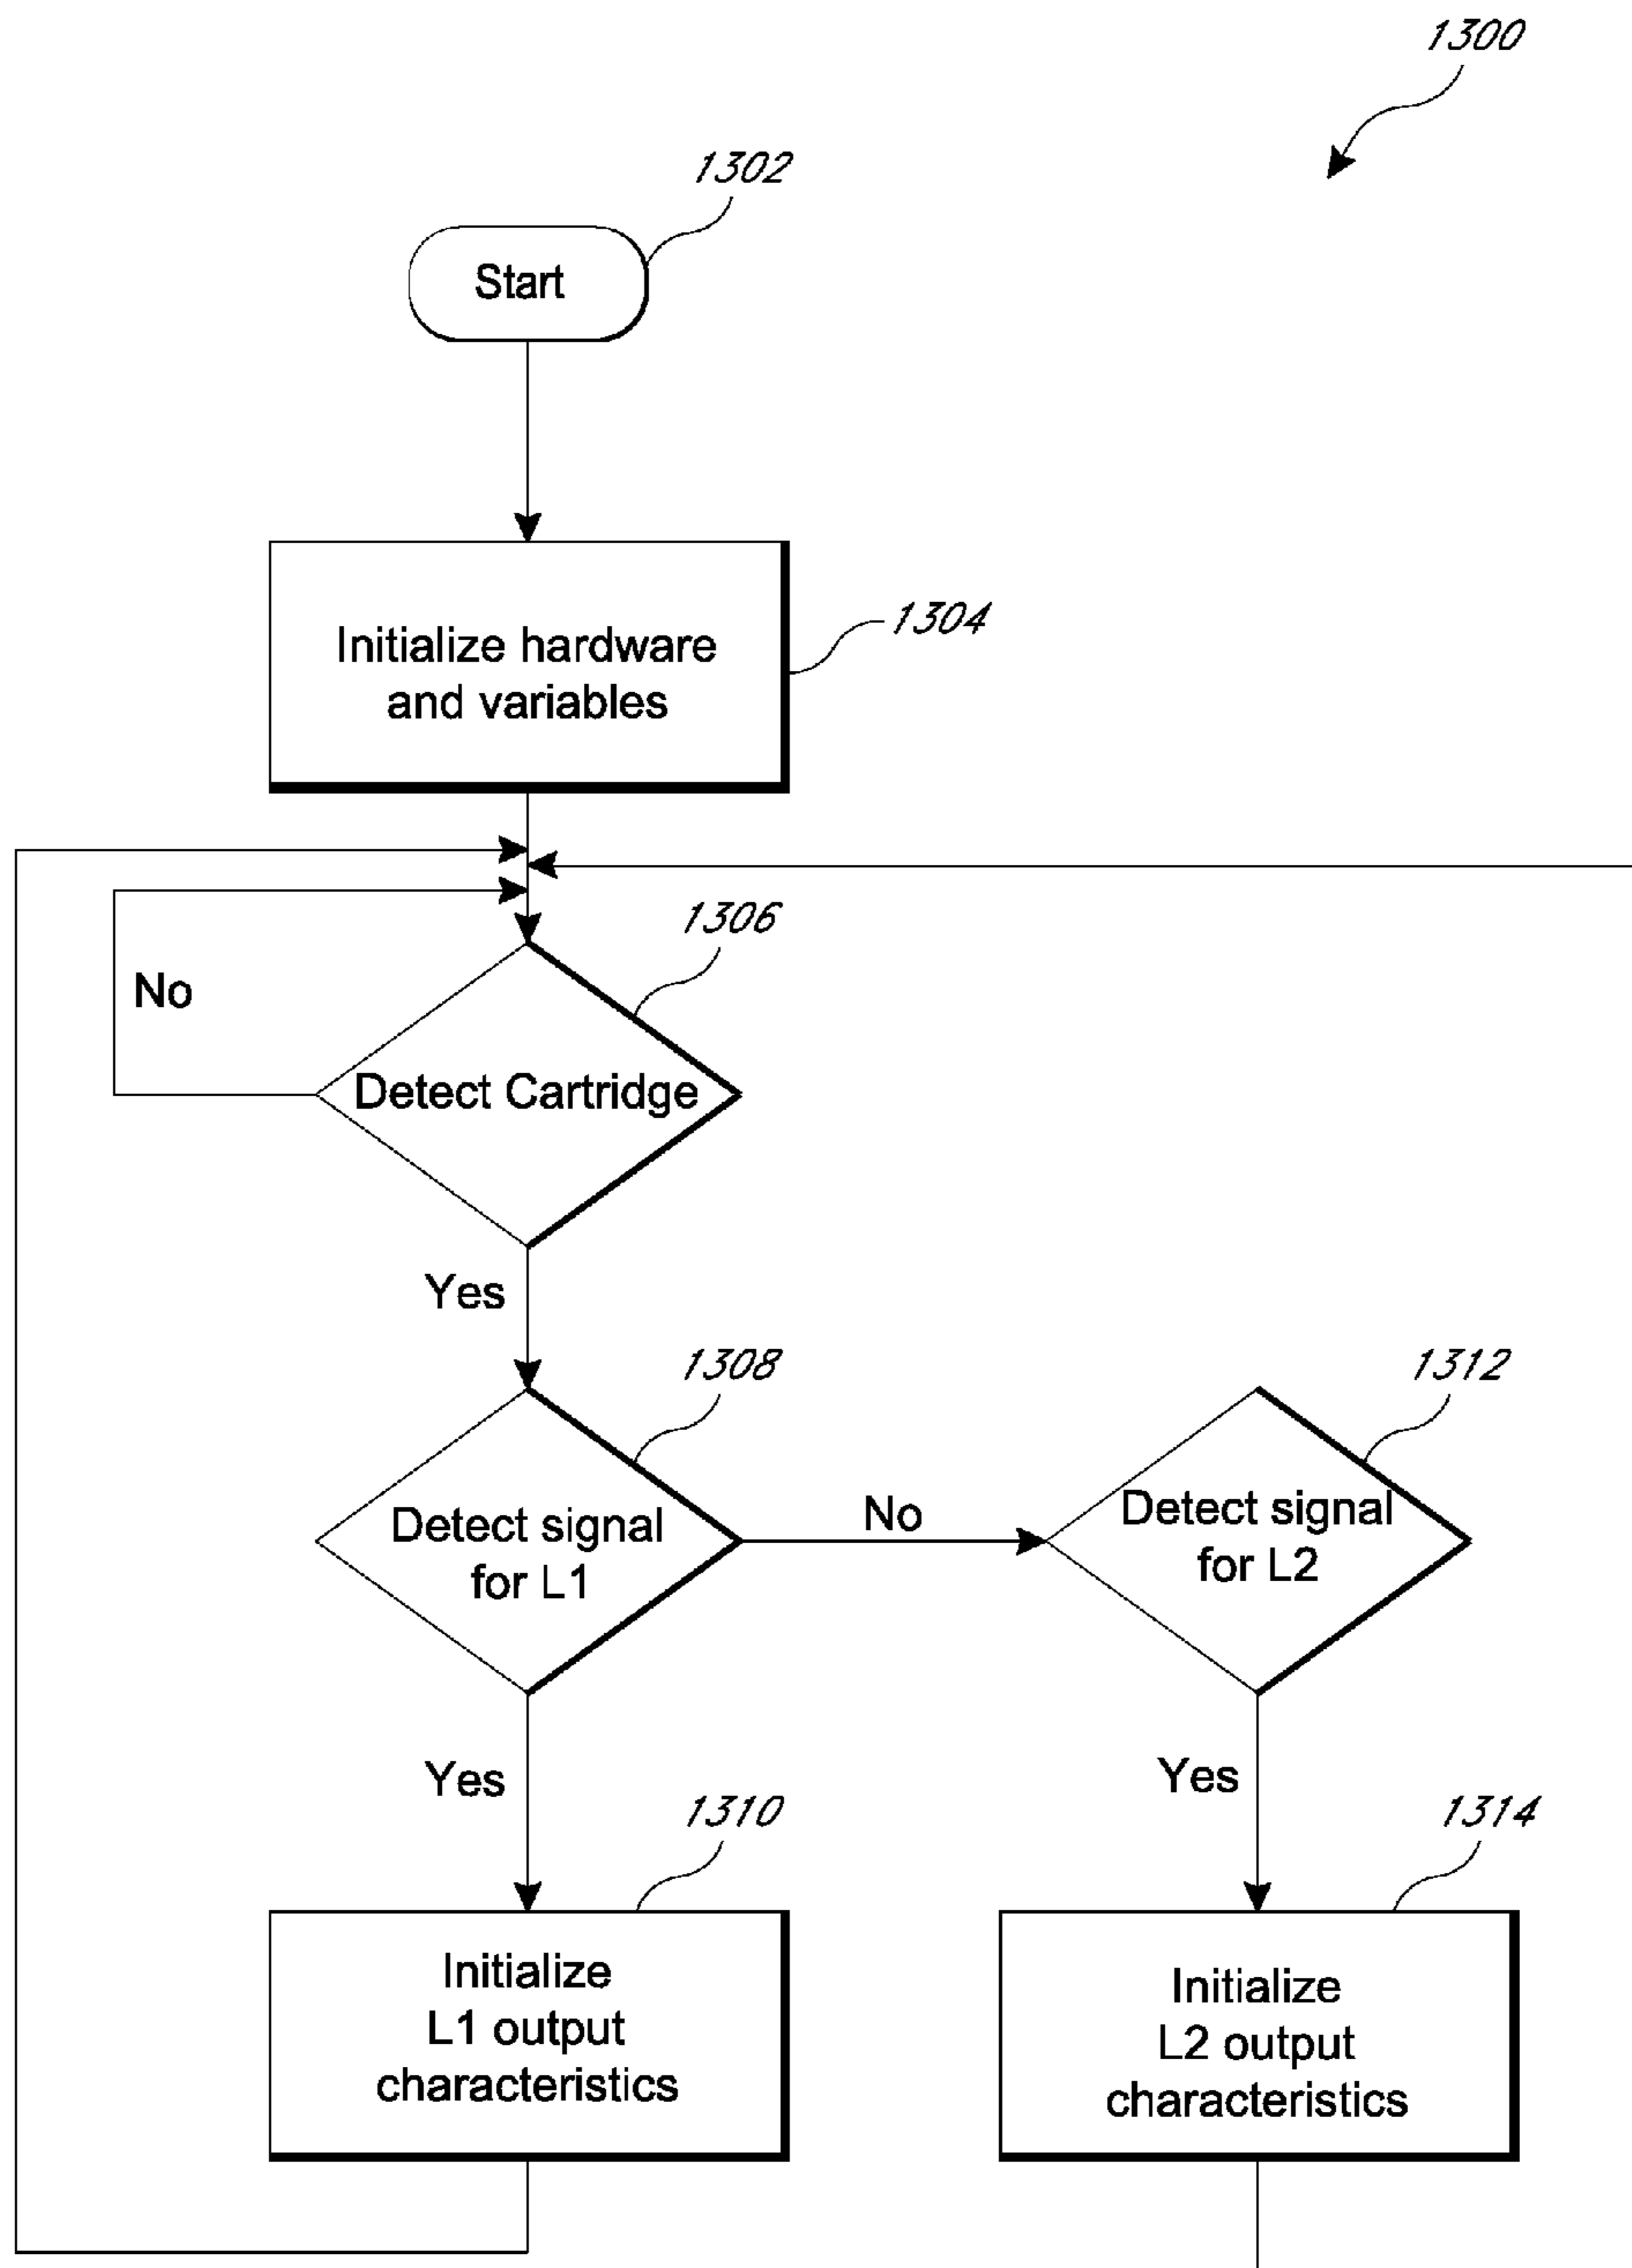 1300
1302
Start
1304
Initialize hardware
and variables
1306
No
Detect Cartridge
Yes
1308
1312
Detect signal
for L1
No
Detect signal
for L2
Yes
Yes
1310
1314
Initialize
L1 output
characteristics
Initialize
L2 output
characteristics